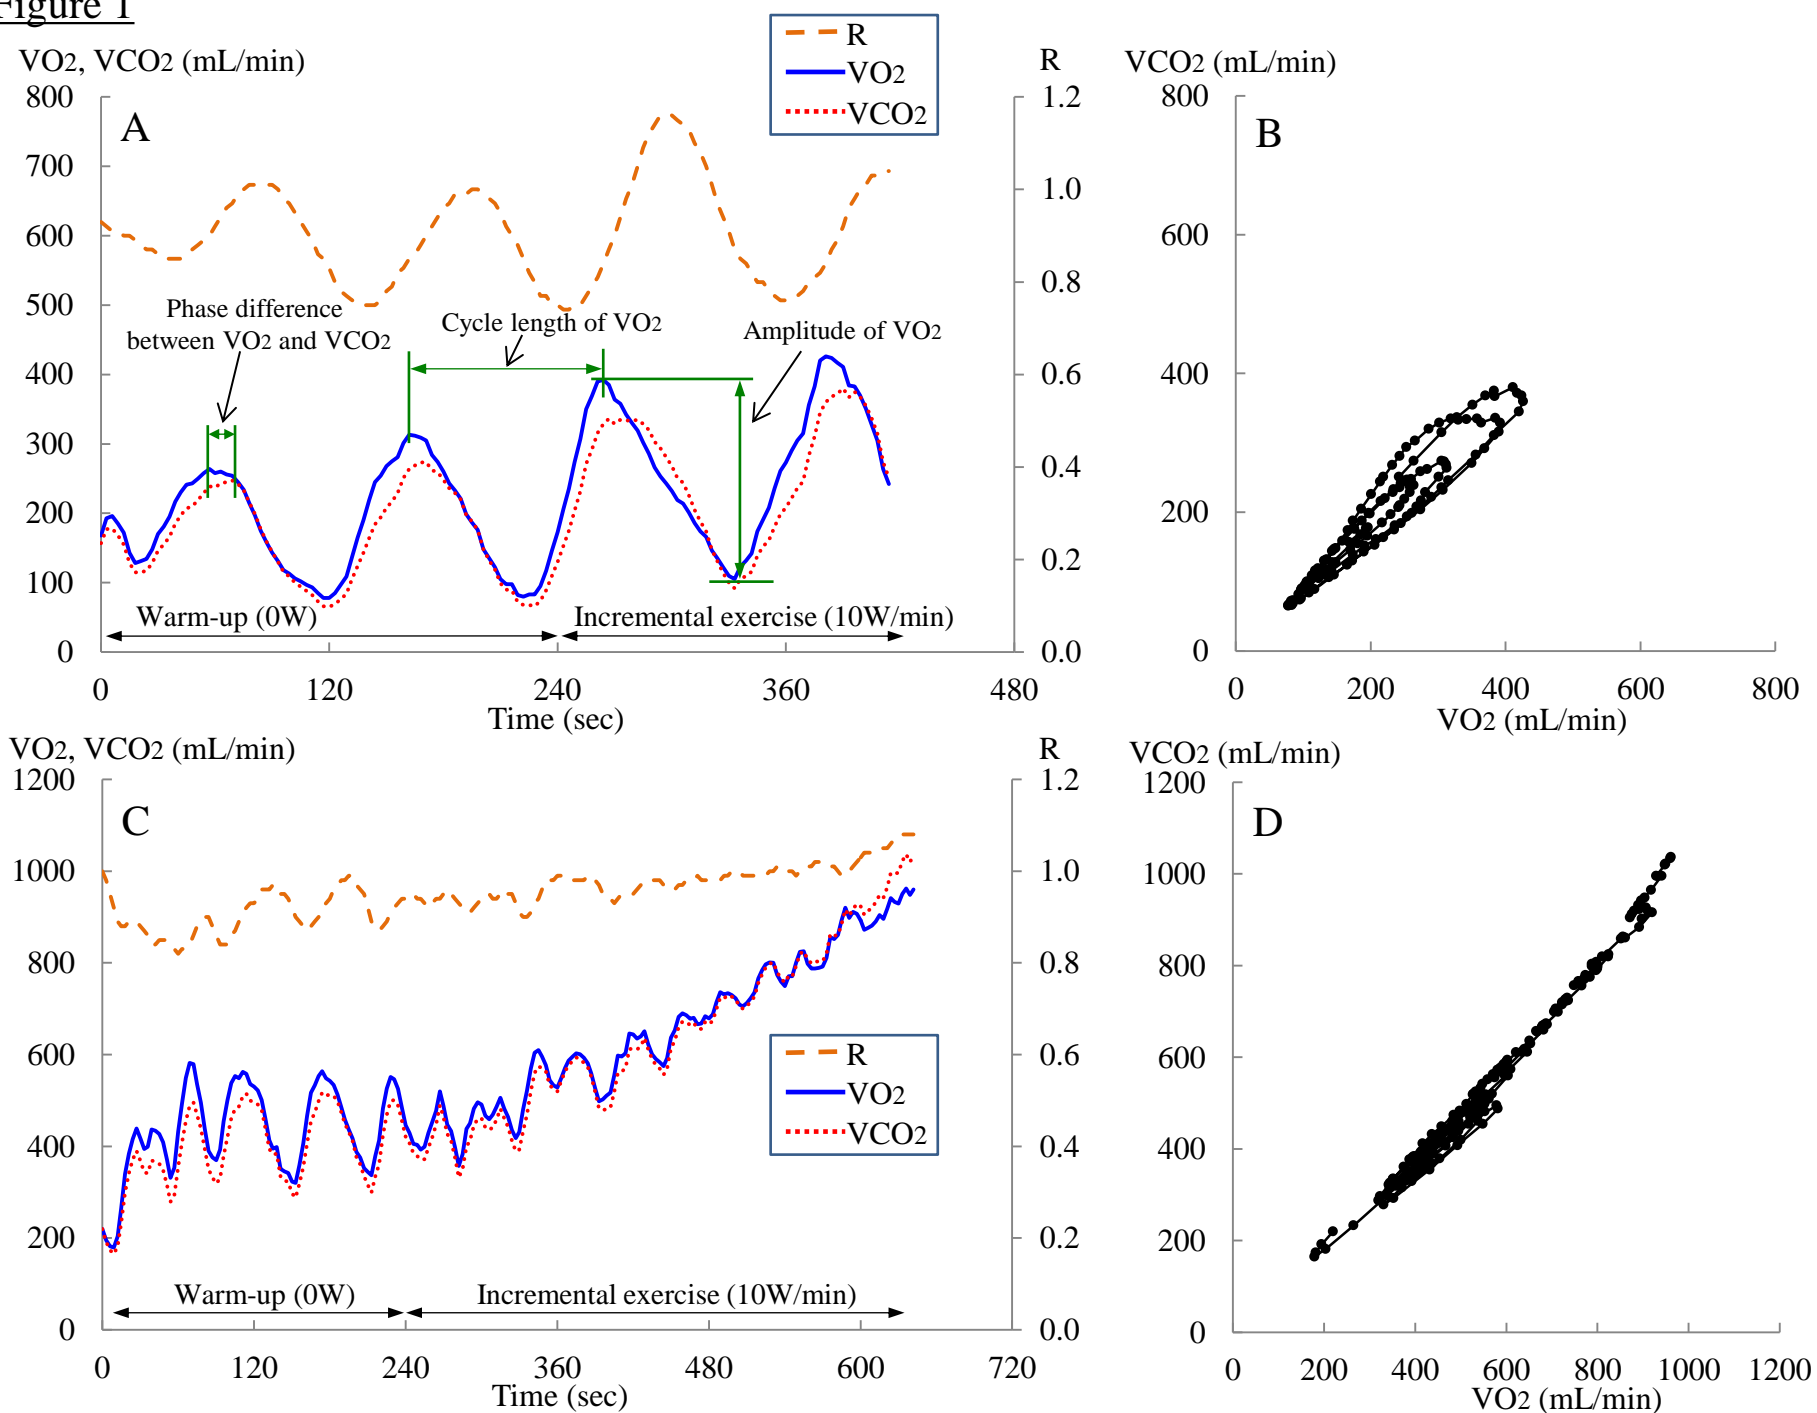 Figure 1
R
VO2
VCO2
VO2, VCO2 (mL/min)
R
A
800
700
600
500
400
300
200
100
0
1.2
1.0
0.8
0.6
0.4
0.2
0.0
Phase difference
between VO2 and VCO2
Cycle length of VO2
Amplitude of VO2
Warm-up (0W)
Incremental exercise (10W/min)
0
120
240
360
480
Time (sec)
VCO2 (mL/min)
B
800
600
400
200
0
0
200
400
600
800
VO2 (mL/min)
VO2, VCO2 (mL/min)
R
C
1200
1000
800
600
400
200
0
1.2
1.0
0.8
0.6
0.4
0.2
0.0
R
VO2
VCO2
Warm-up (0W)
Incremental exercise (10W/min)
0
120
240
360
480
600
720
Time (sec)
VCO2 (mL/min)
D
1200
1000
800
600
400
200
0
0
200
400
600
800
1000
1200
VO2 (mL/min)